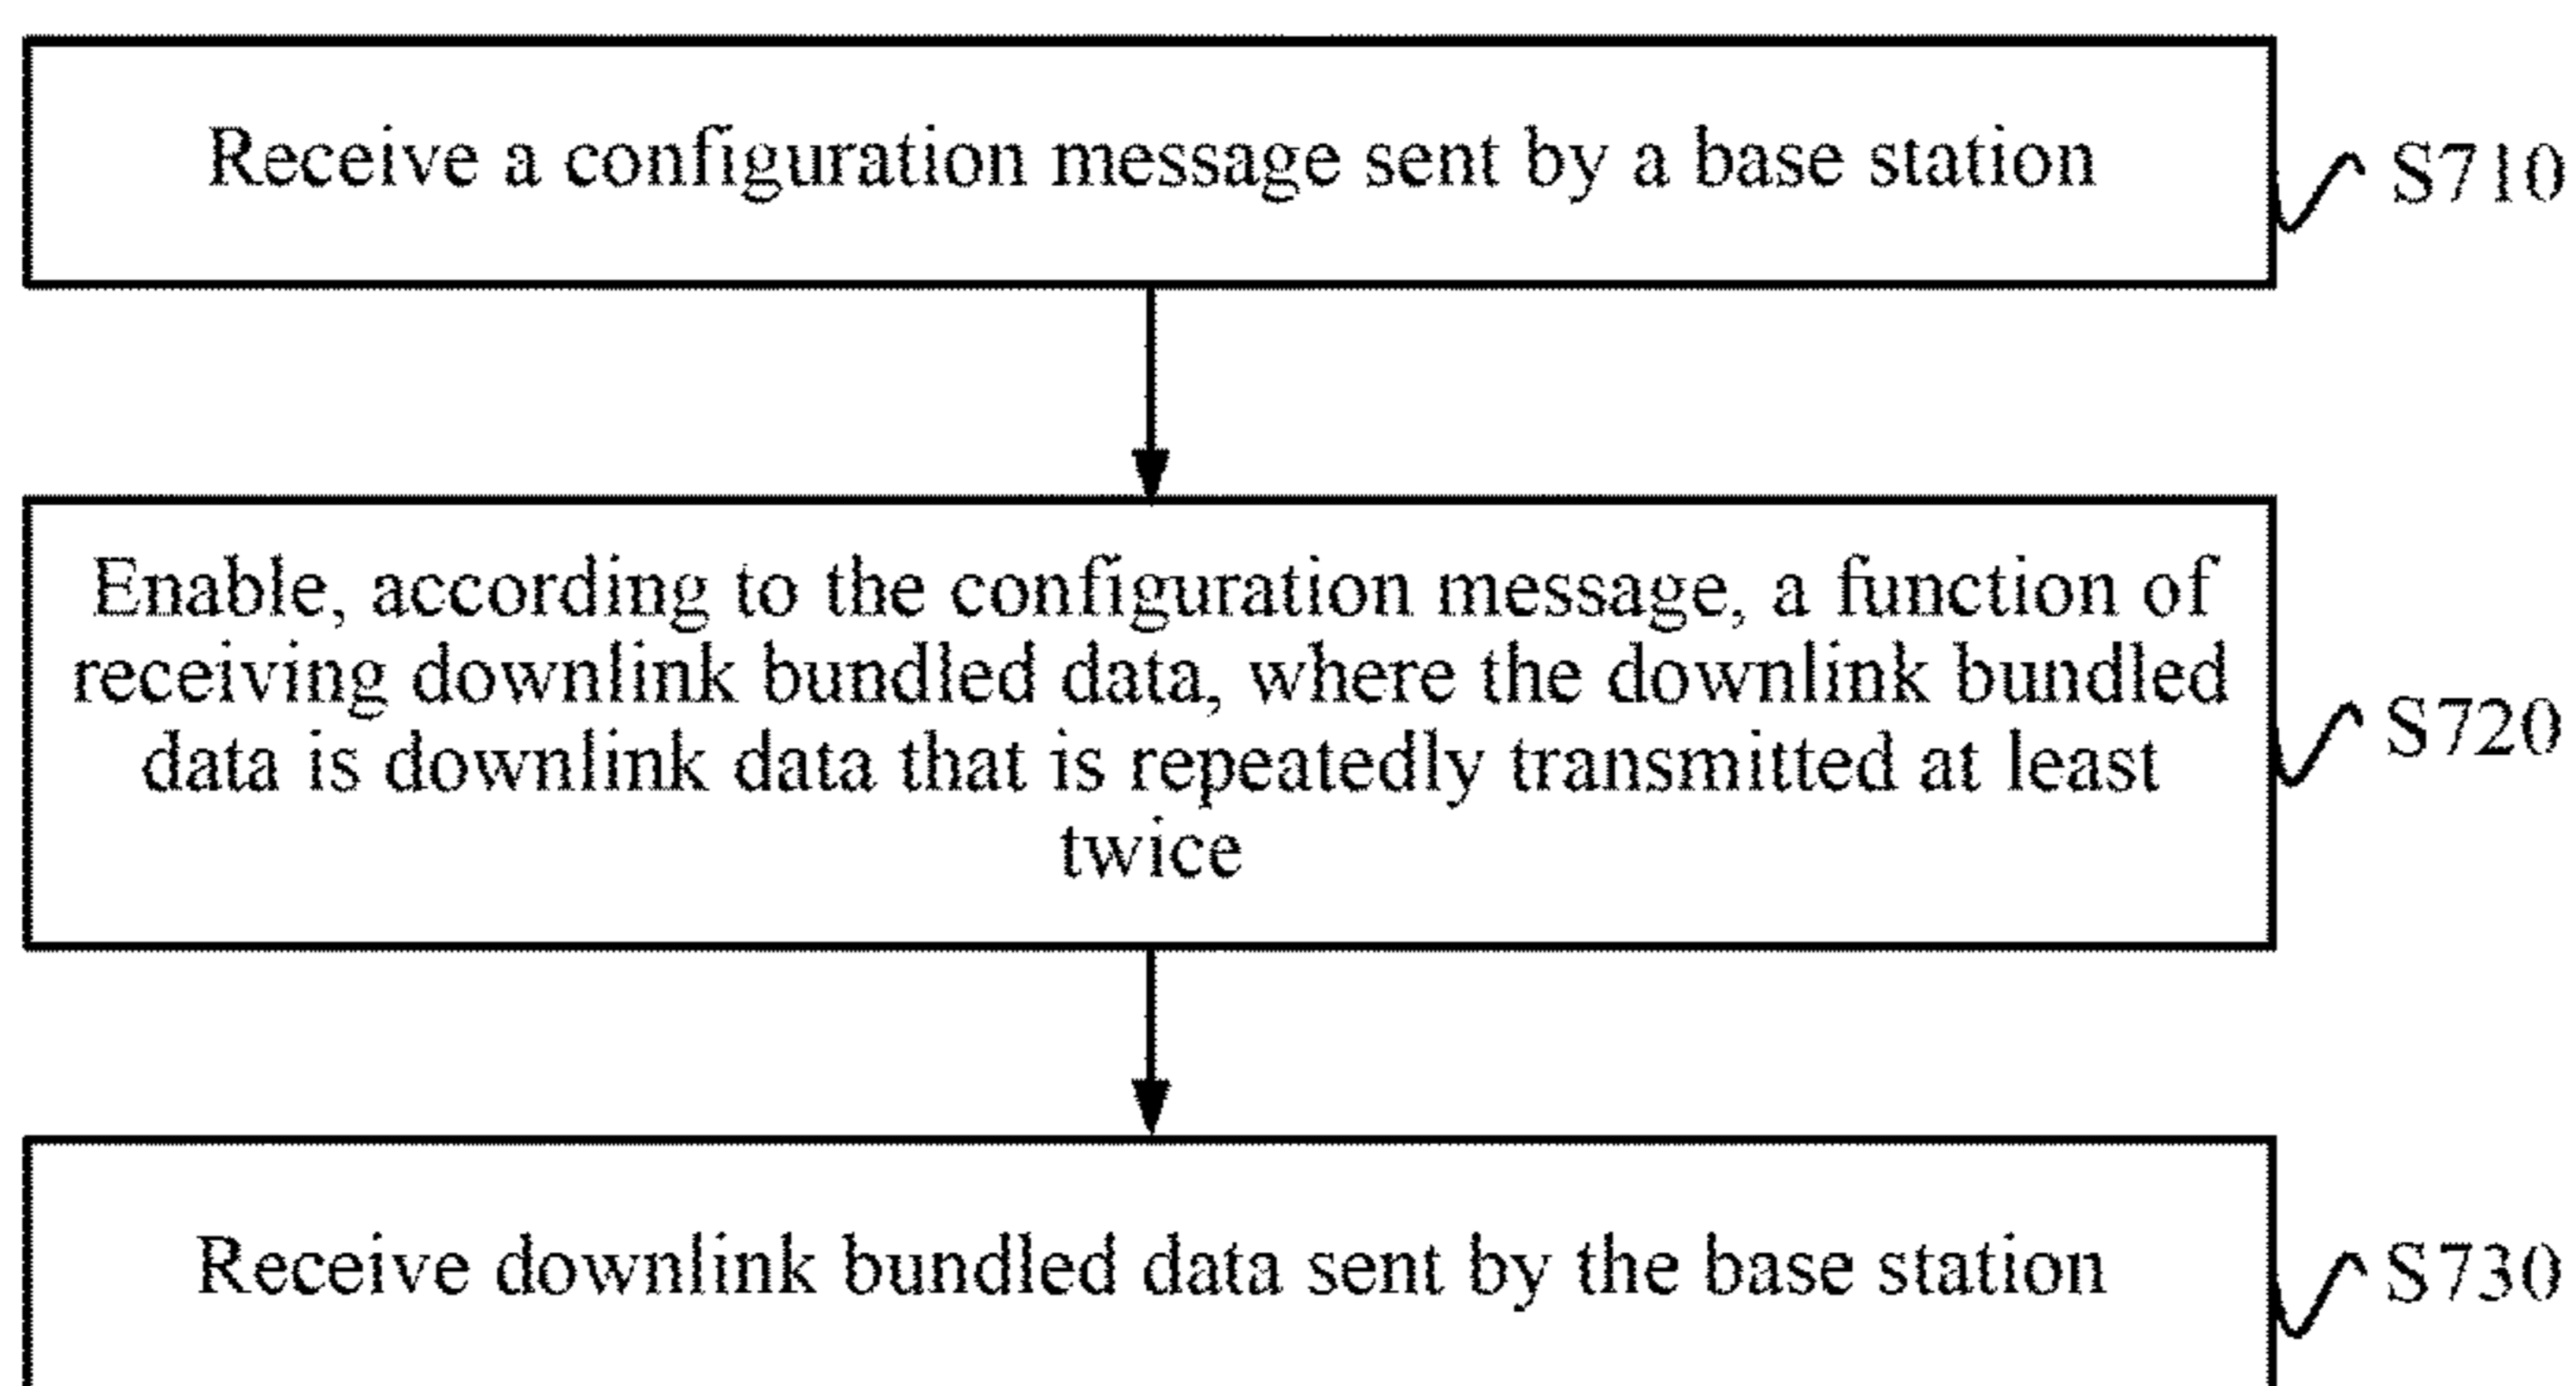 Receive a configuration message sent by a base station
S710
Enable, according to the configuration message, a function of
receiving downlink bundled data, where the downlink bundled
data is downlink data that is repeatedly transmitted at least
twice
S720
Receive downlink bundled data sent by the base station
S730